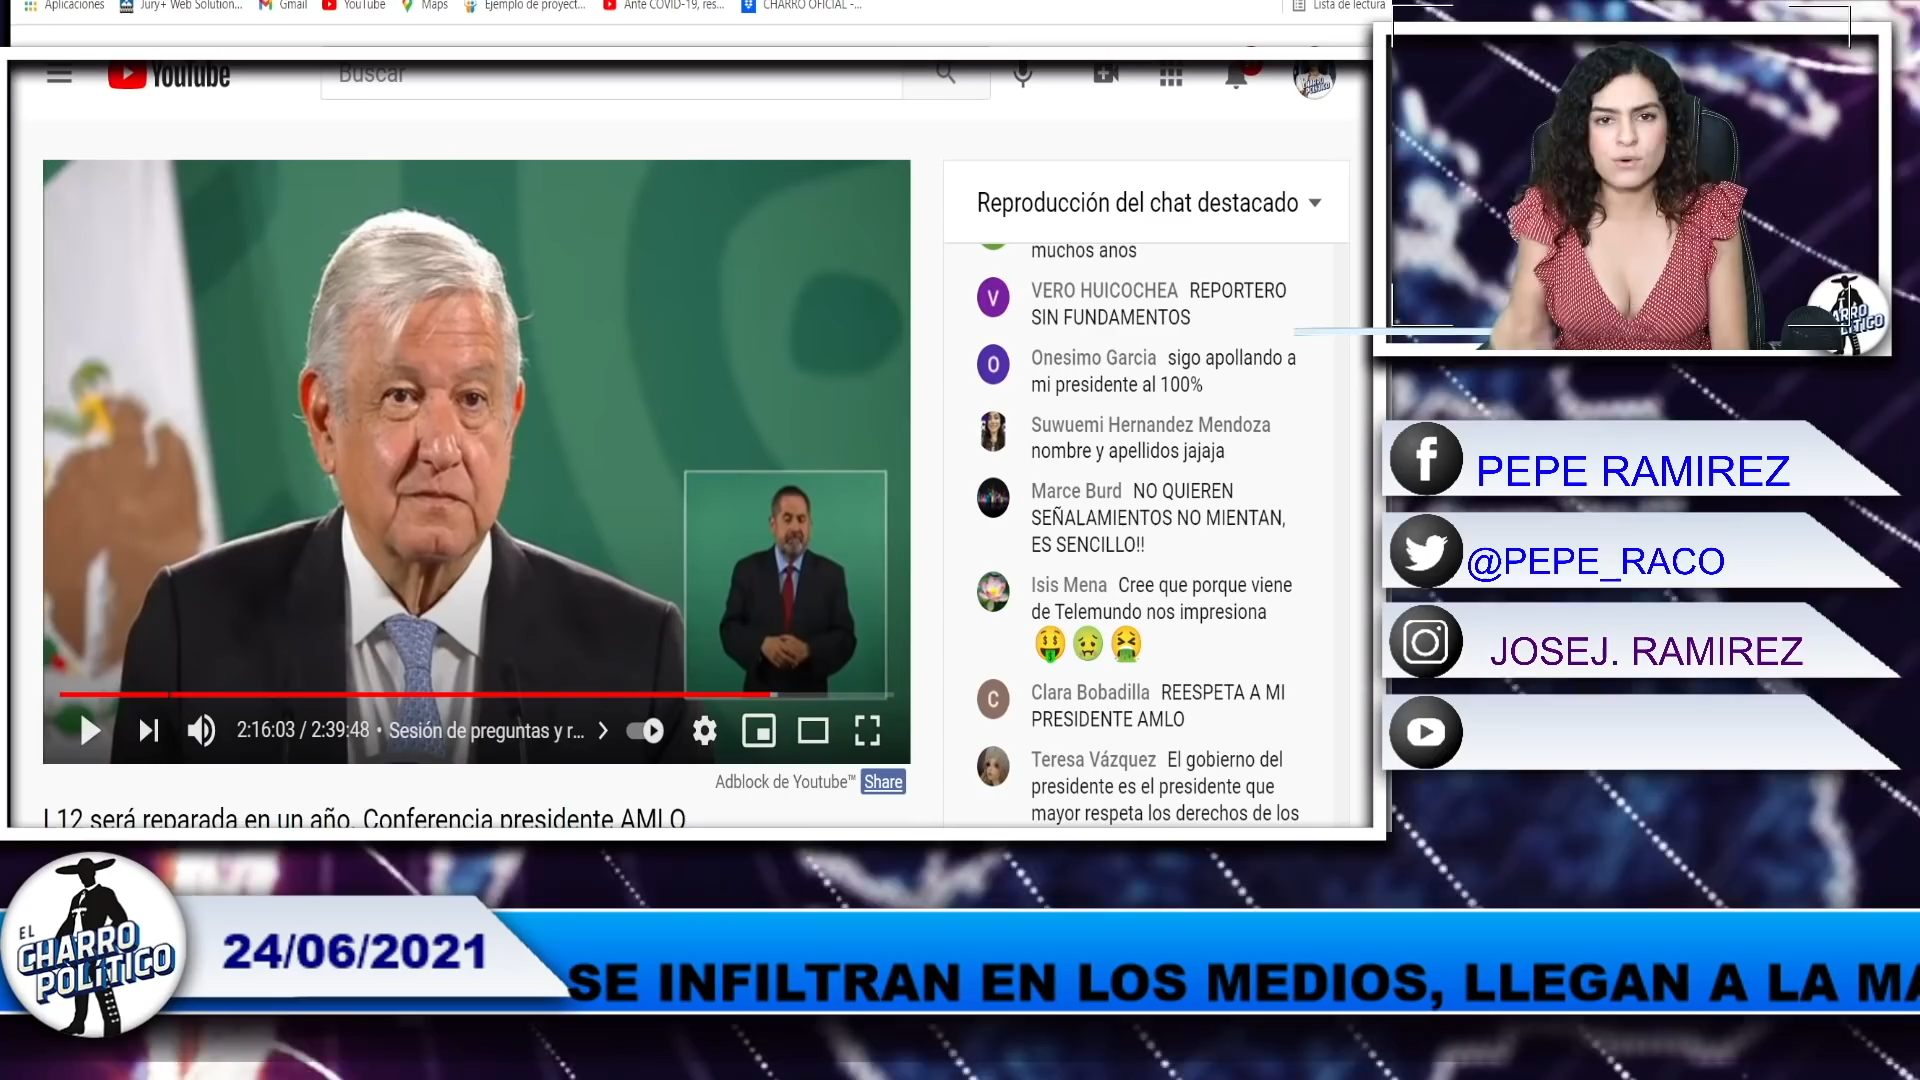 Aplicaciones Jury+ Web Solution... Gmail YouTube Maps Ejemplo de proyect... Ante COVID-19, res... CHARRO OFICIAL -... Lista de lectura
YouTube
Buscar
Reproducción del chat destacado
muchos años
V VERO HUICOCHEA REPORTERO
SIN FUNDAMENTOS
O Onesimo Garcia sigo apollando a
mi presidente al 100%
Suwuemi Hernandez Mendoza
nombre y apellidos jajaja
Marce Burd NO QUIEREN
SEÑALAMIENTOS NO MIENTAN,
ES SENCILLO!!
Isis Mena Cree que porque viene
de Telemundo nos impresiona
C Clara Bobadilla REESPETA A MI
PRESIDENTE AMLO
Teresa Vázquez El gobierno del
presidente es el presidente que
mayor respeta los derechos de los
2:16:03 / 2:39:48 • Sesión de preguntas y r...
Adblock de Youtube™ Share
L12 será reparada en un año. Conferencia presidente AMLO
CHARRO
POLÍTICO
PEPE RAMIREZ
@PEPE_RACO
JOSEJ. RAMIREZ
EL
CHARRO
POLÍTICO
24/06/2021
SE INFILTRAN EN LOS MEDIOS, LLEGAN A LA MA